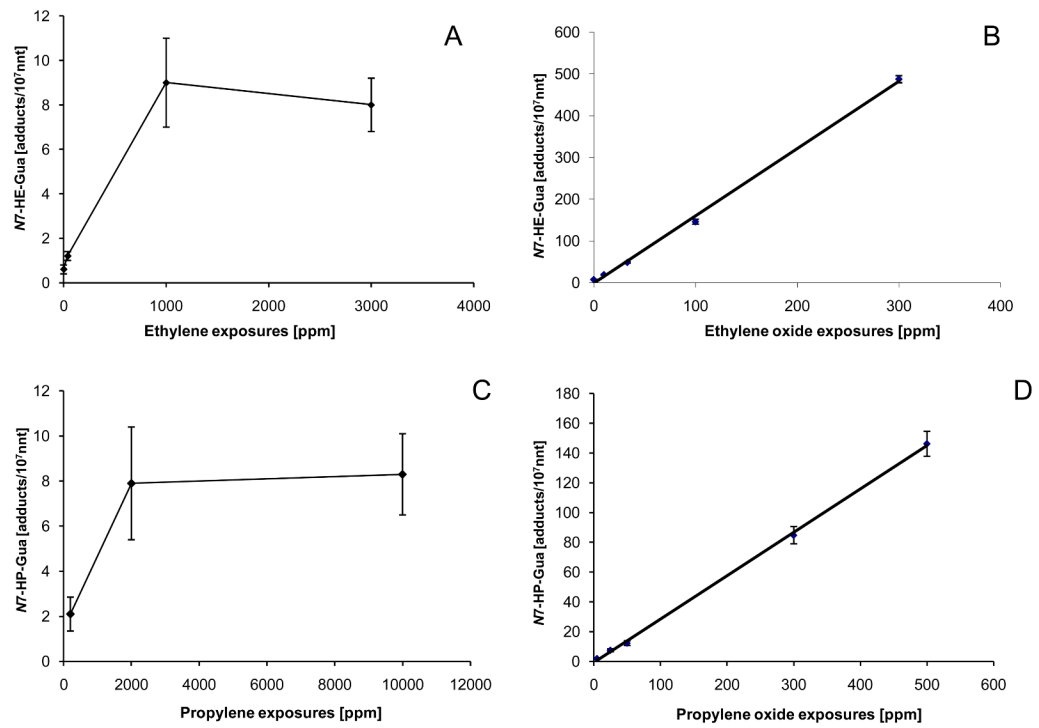 A
12
10
8
6
4
2
0
N7-HE-Gua [adducts/10⁷nnt]
0 1000 2000 3000 4000
Ethylene exposures [ppm]
B
600
500
400
300
200
100
0
N7-HE-Gua [adducts/10⁷nnt]
0 100 200 300 400
Ethylene oxide exposures [ppm]
C
12
10
8
6
4
2
0
N7-HP-Gua [adducts/10⁷nnt]
0 2000 4000 6000 8000 10000 12000
Propylene exposures [ppm]
D
180
160
140
120
100
80
60
40
20
0
N7-HP-Gua [adducts/10⁷nnt]
0 100 200 300 400 500 600
Propylene oxide exposures [ppm]